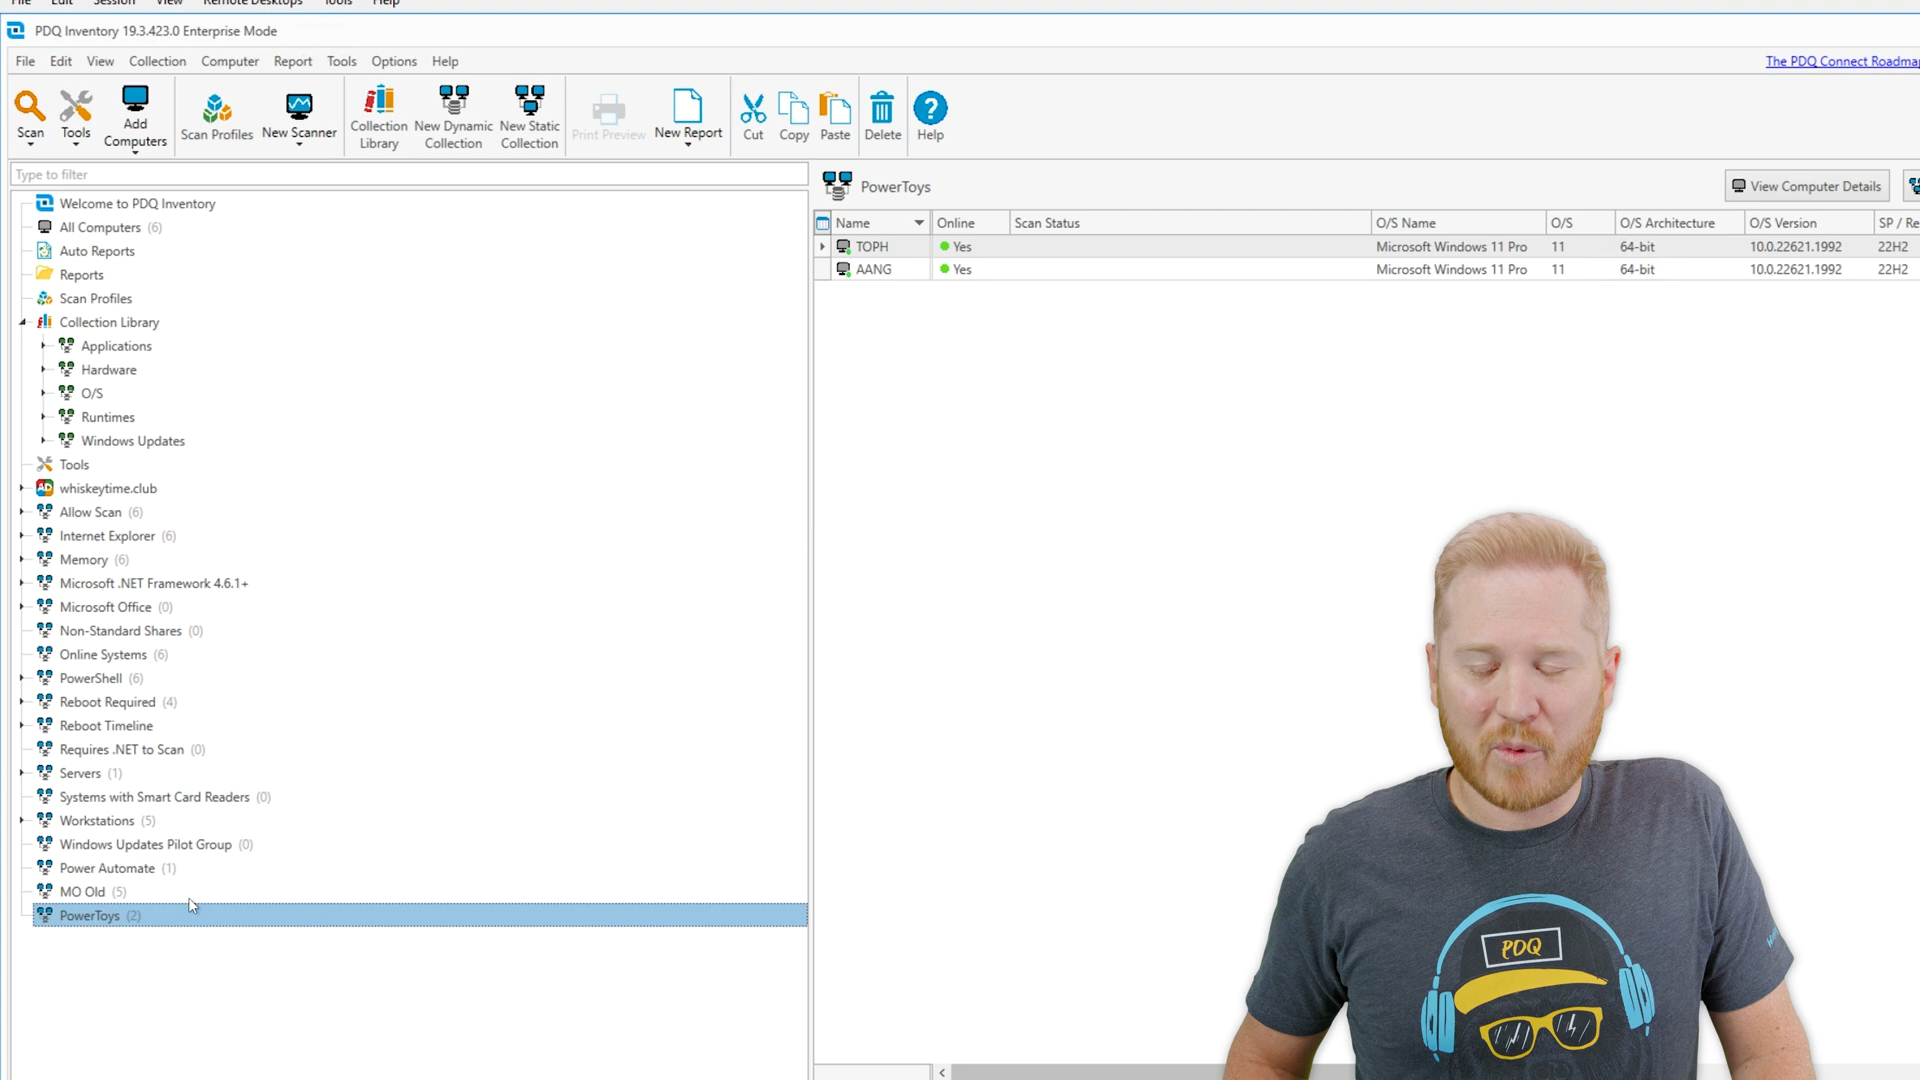 File Edit Session View Remote Desktops Tools Help
PDQ Inventory 19.3.423.0 Enterprise Mode
File Edit View Collection Computer Report Tools Options Help
The PDQ Connect Roadmap
Scan
Tools
Add Computers
Scan Profiles
New Scanner
Collection Library
New Dynamic Collection
New Static Collection
Print Preview
New Report
Cut
Copy
Paste
Delete
Help
Type to filter
Welcome to PDQ Inventory
All Computers (6)
Auto Reports
Reports
Scan Profiles
Collection Library
Applications
Hardware
O/S
Runtimes
Windows Updates
Tools
whiskeytime.club
Allow Scan (6)
Internet Explorer (6)
Memory (6)
Microsoft .NET Framework 4.6.1+
Microsoft Office (0)
Non-Standard Shares (0)
Online Systems (6)
PowerShell (6)
Reboot Required (4)
Reboot Timeline
Requires .NET to Scan (0)
Servers (1)
Systems with Smart Card Readers (0)
Workstations (5)
Windows Updates Pilot Group (0)
Power Automate (1)
MO Old (5)
PowerToys (2)
PowerToys
View Computer Details
Name Online Scan Status O/S Name O/S O/S Architecture O/S Version SP / Re
TOPH Yes Microsoft Windows 11 Pro 11 64-bit 10.0.22621.1992 22H2
AANG Yes Microsoft Windows 11 Pro 11 64-bit 10.0.22621.1992 22H2
PDQ